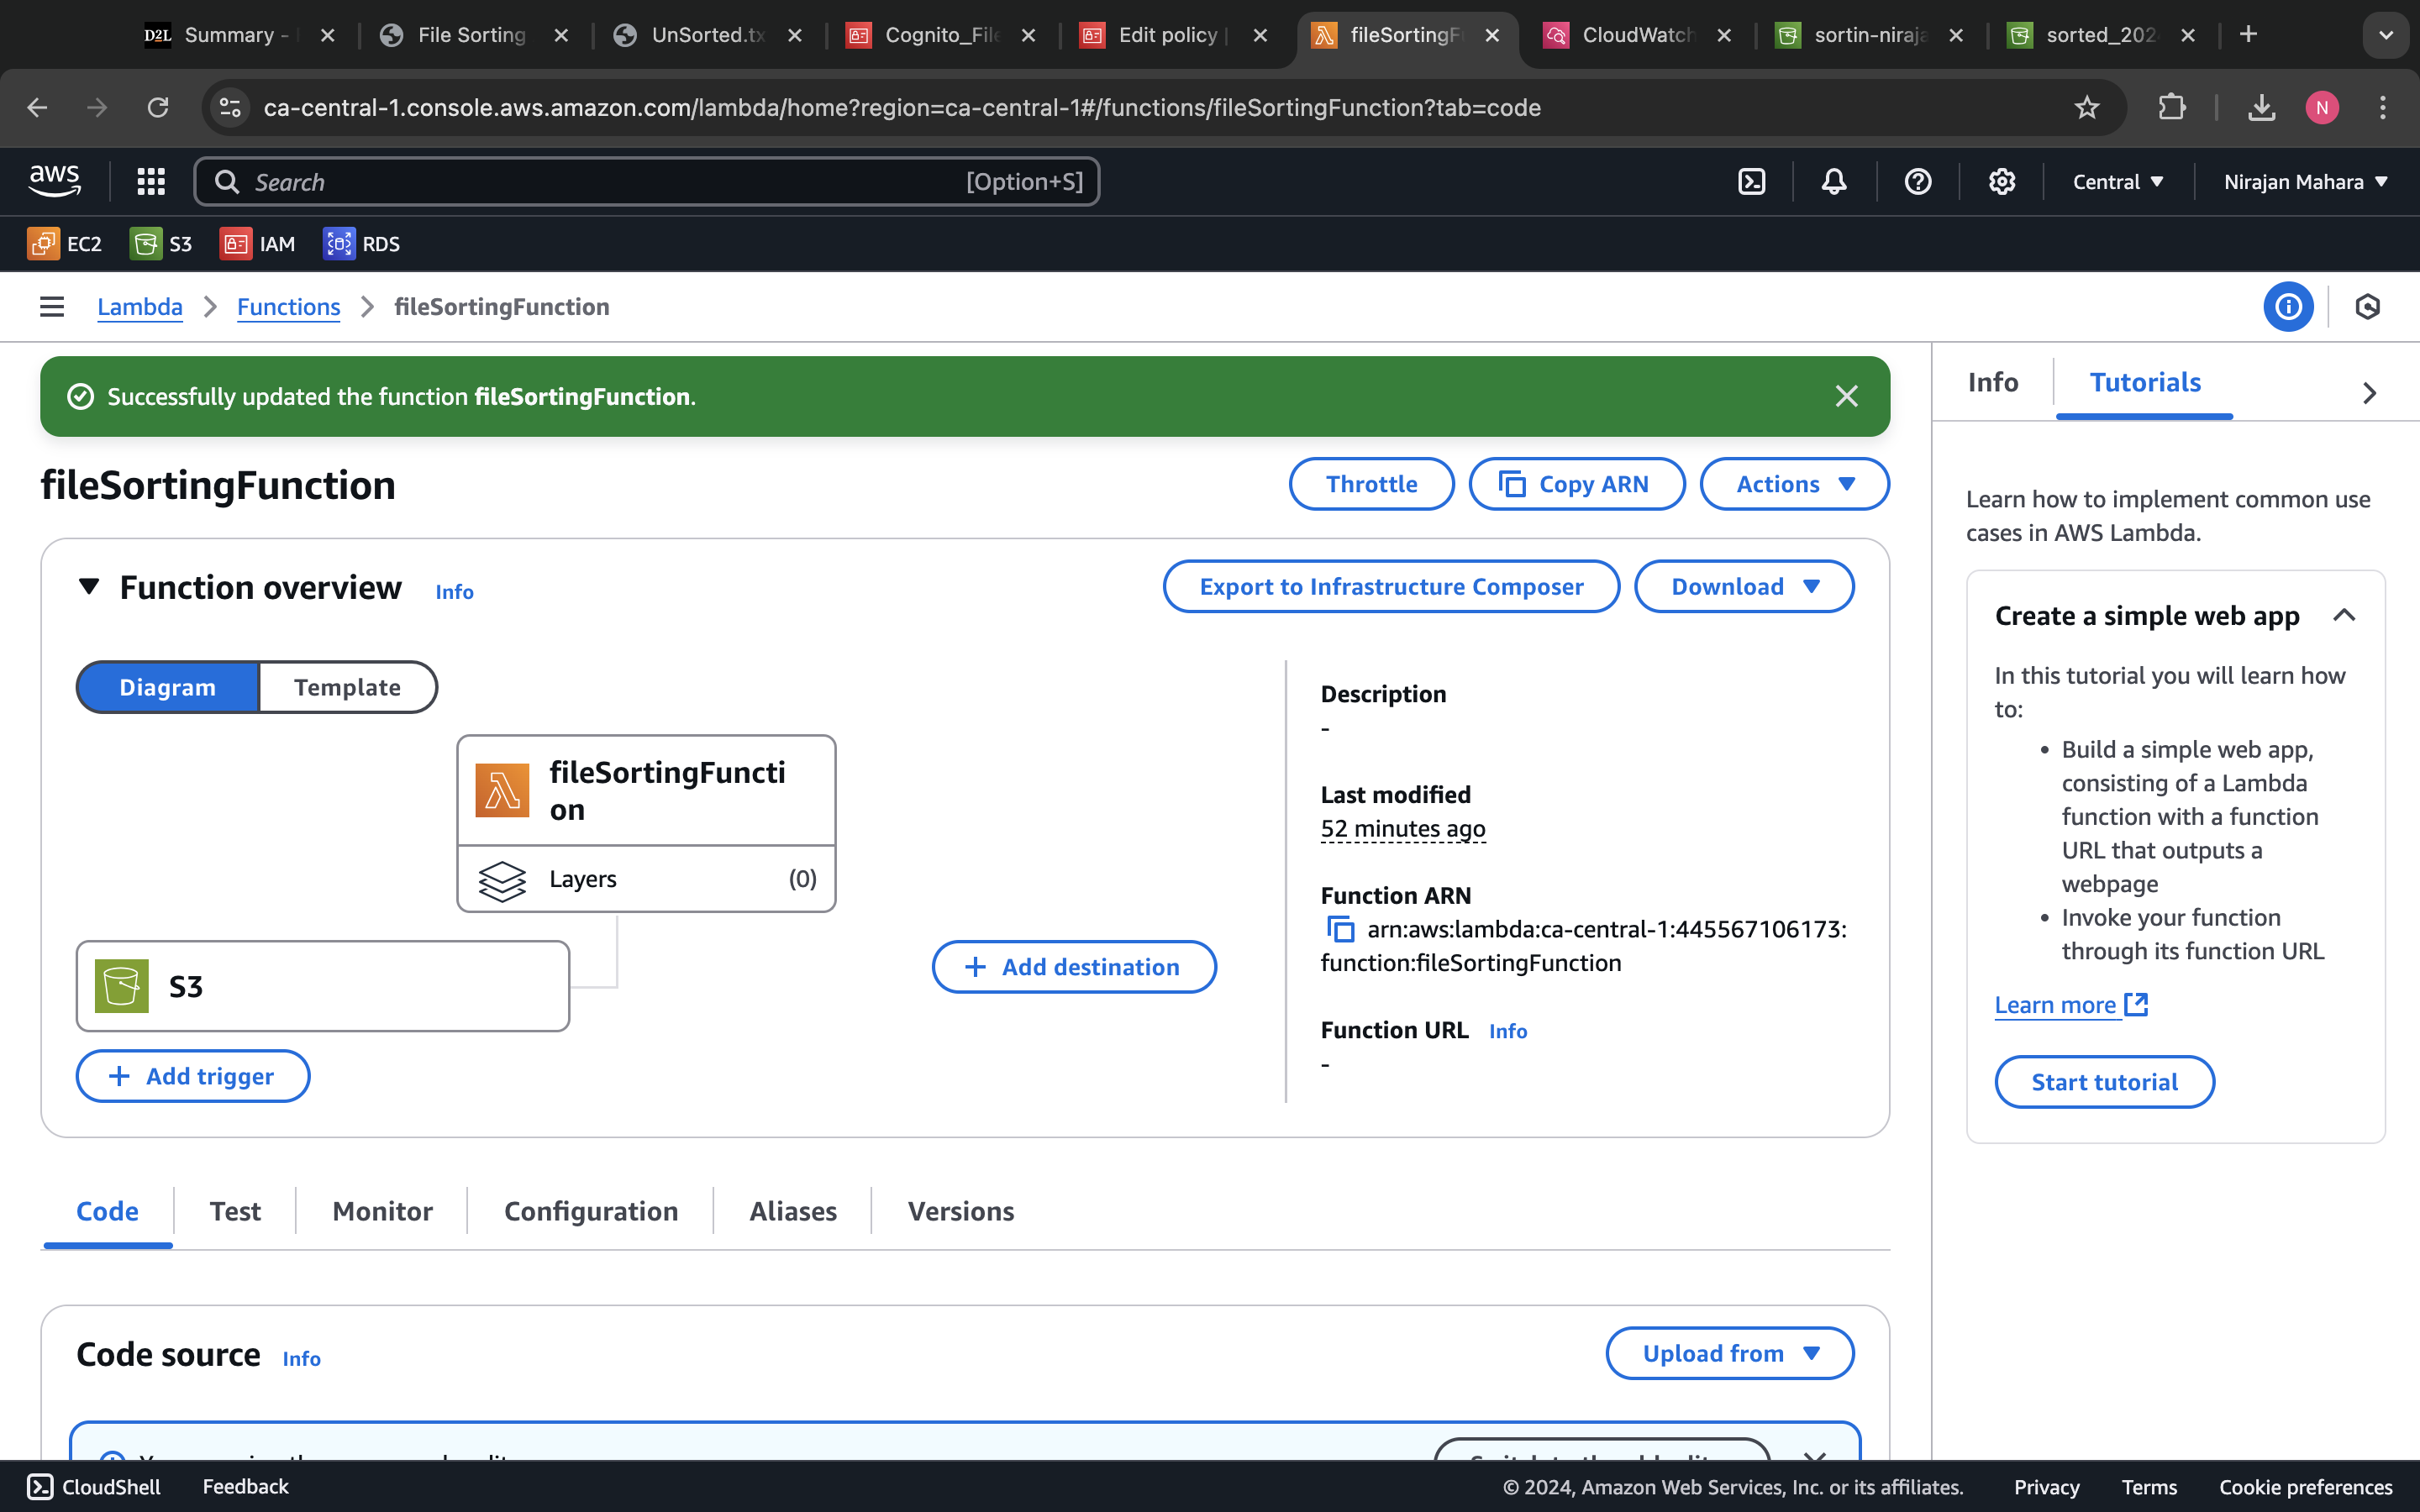 D2L Summary -
File Sorting
UnSorted.tx
Cognito_File
Edit policy |
fileSortingF
CloudWatch
sortin-niraja
sorted_202
ca-central-1.console.aws.amazon.com/lambda/home?region=ca-central-1#/functions/fileSortingFunction?tab=code
N
aws
Search
[Option+S]
Central
Nirajan Mahara
EC2
S3
IAM
RDS
Lambda
Functions
fileSortingFunction
Successfully updated the function fileSortingFunction.
fileSortingFunction
Throttle
Copy ARN
Actions
Function overview
Info
Export to Infrastructure Composer
Download
Diagram
Template
fileSortingFuncti
on
Layers
(0)
S3
Add trigger
Add destination
Description
-
Last modified
52 minutes ago
Function ARN
arn:aws:lambda:ca-central-1:445567106173:
function:fileSortingFunction
Function URL
Info
-
Code
Test
Monitor
Configuration
Aliases
Versions
Code source
Info
Upload from
Info
Tutorials
Learn how to implement common use
cases in AWS Lambda.
Create a simple web app
In this tutorial you will learn how
to:
• Build a simple web app,
consisting of a Lambda
function with a function
URL that outputs a
webpage
• Invoke your function
through its function URL
Learn more
Start tutorial
CloudShell
Feedback
© 2024, Amazon Web Services, Inc. or its affiliates.
Privacy
Terms
Cookie preferences